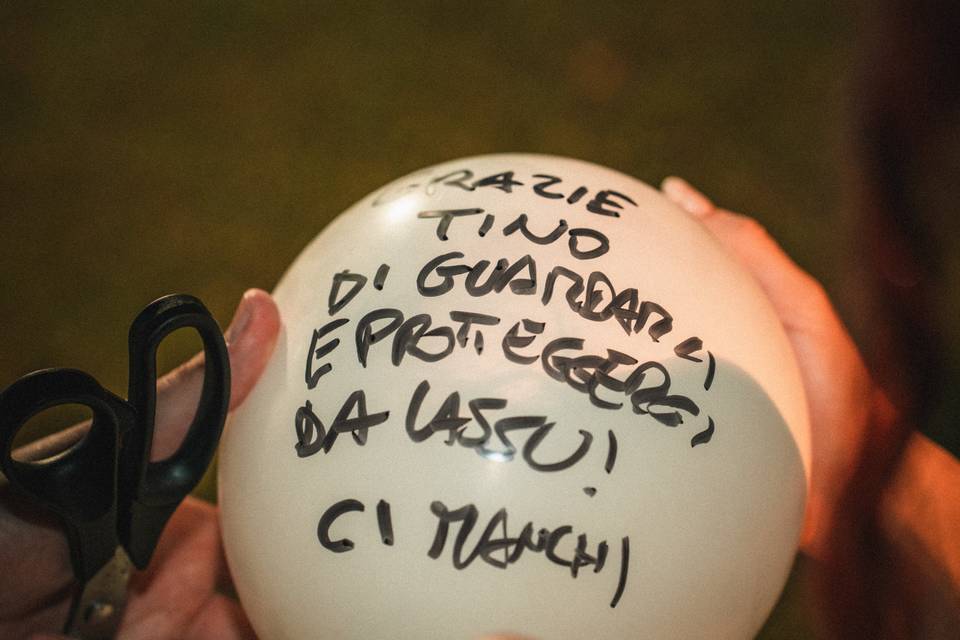 GRAZIE
TINO
DI GUARDARCI
E PROTEGGERCI
DA LASSU!
CI MANCHI